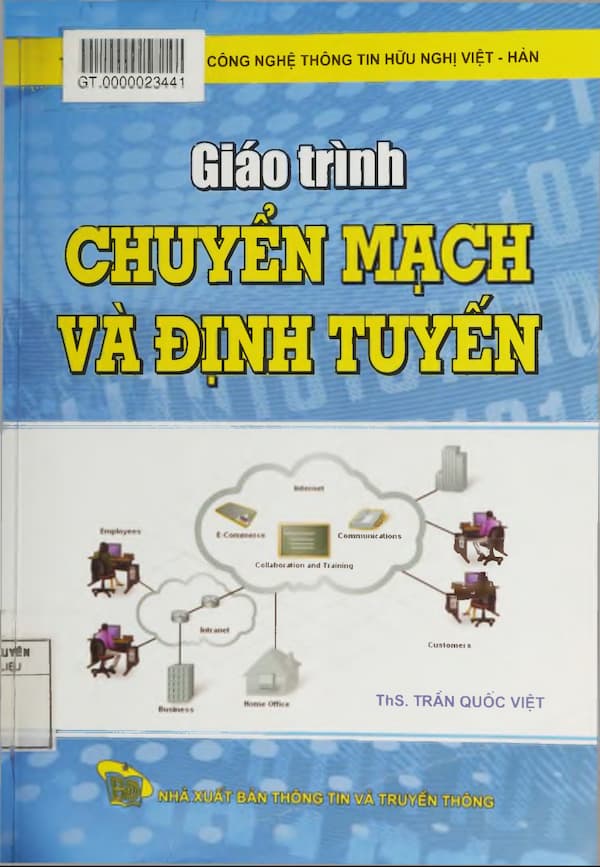 CÔNG NGHỆ THÔNG TIN HỮU NGHỊ VIỆT - HÀN
GT.0000023441
Giáo trình
CHUYỂN MẠCH
VÀ ĐỊNH TUYẾN
Internet
E-Commerce
Communications
Employees
Collaboration and Training
Intranet
Customers
Business
Home Office
UYÊN
LIỆU
ThS. TRẦN QUỐC VIỆT
NHÀ XUẤT BẢN THÔNG TIN VÀ TRUYỀN THÔNG